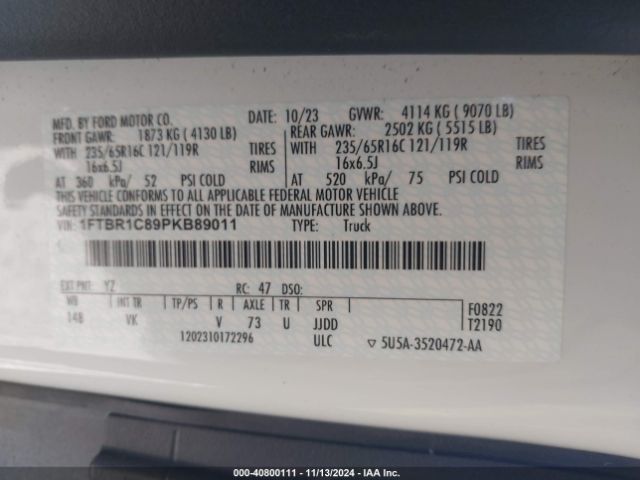 MFD. BY FORD MOTOR CO. DATE: 10/23 GVWR: 4114 KG ( 9070 LB)
FRONT GAWR: 1873 KG ( 4130 LB) REAR GAWR: 2502 KG ( 5515 LB)
WITH 235/65R16C 121/119R TIRES WITH 235/65R16C 121/119R TIRES
16x6.5J RIMS 16x6.5J RIMS
AT 360 kPa/ 52 PSI COLD AT 520 kPa/ 75 PSI COLD
THIS VEHICLE CONFORMS TO ALL APPLICABLE FEDERAL MOTOR VEHICLE
SAFETY STANDARDS IN EFFECT ON THE DATE OF MANUFACTURE SHOWN ABOVE.
VIN: 1FTBR1C89PKB89011 TYPE: Truck
EXT PNT: YZ RC: 47 DSO:
WB INT TR TP/PS R AXLE TR SPR F0822
148 VK V 73 U JJDD T2190
1202310172296 ULC ▽ 5U5A-3520472-AA
000-40800111 - 11/13/2024 - IAA Inc.